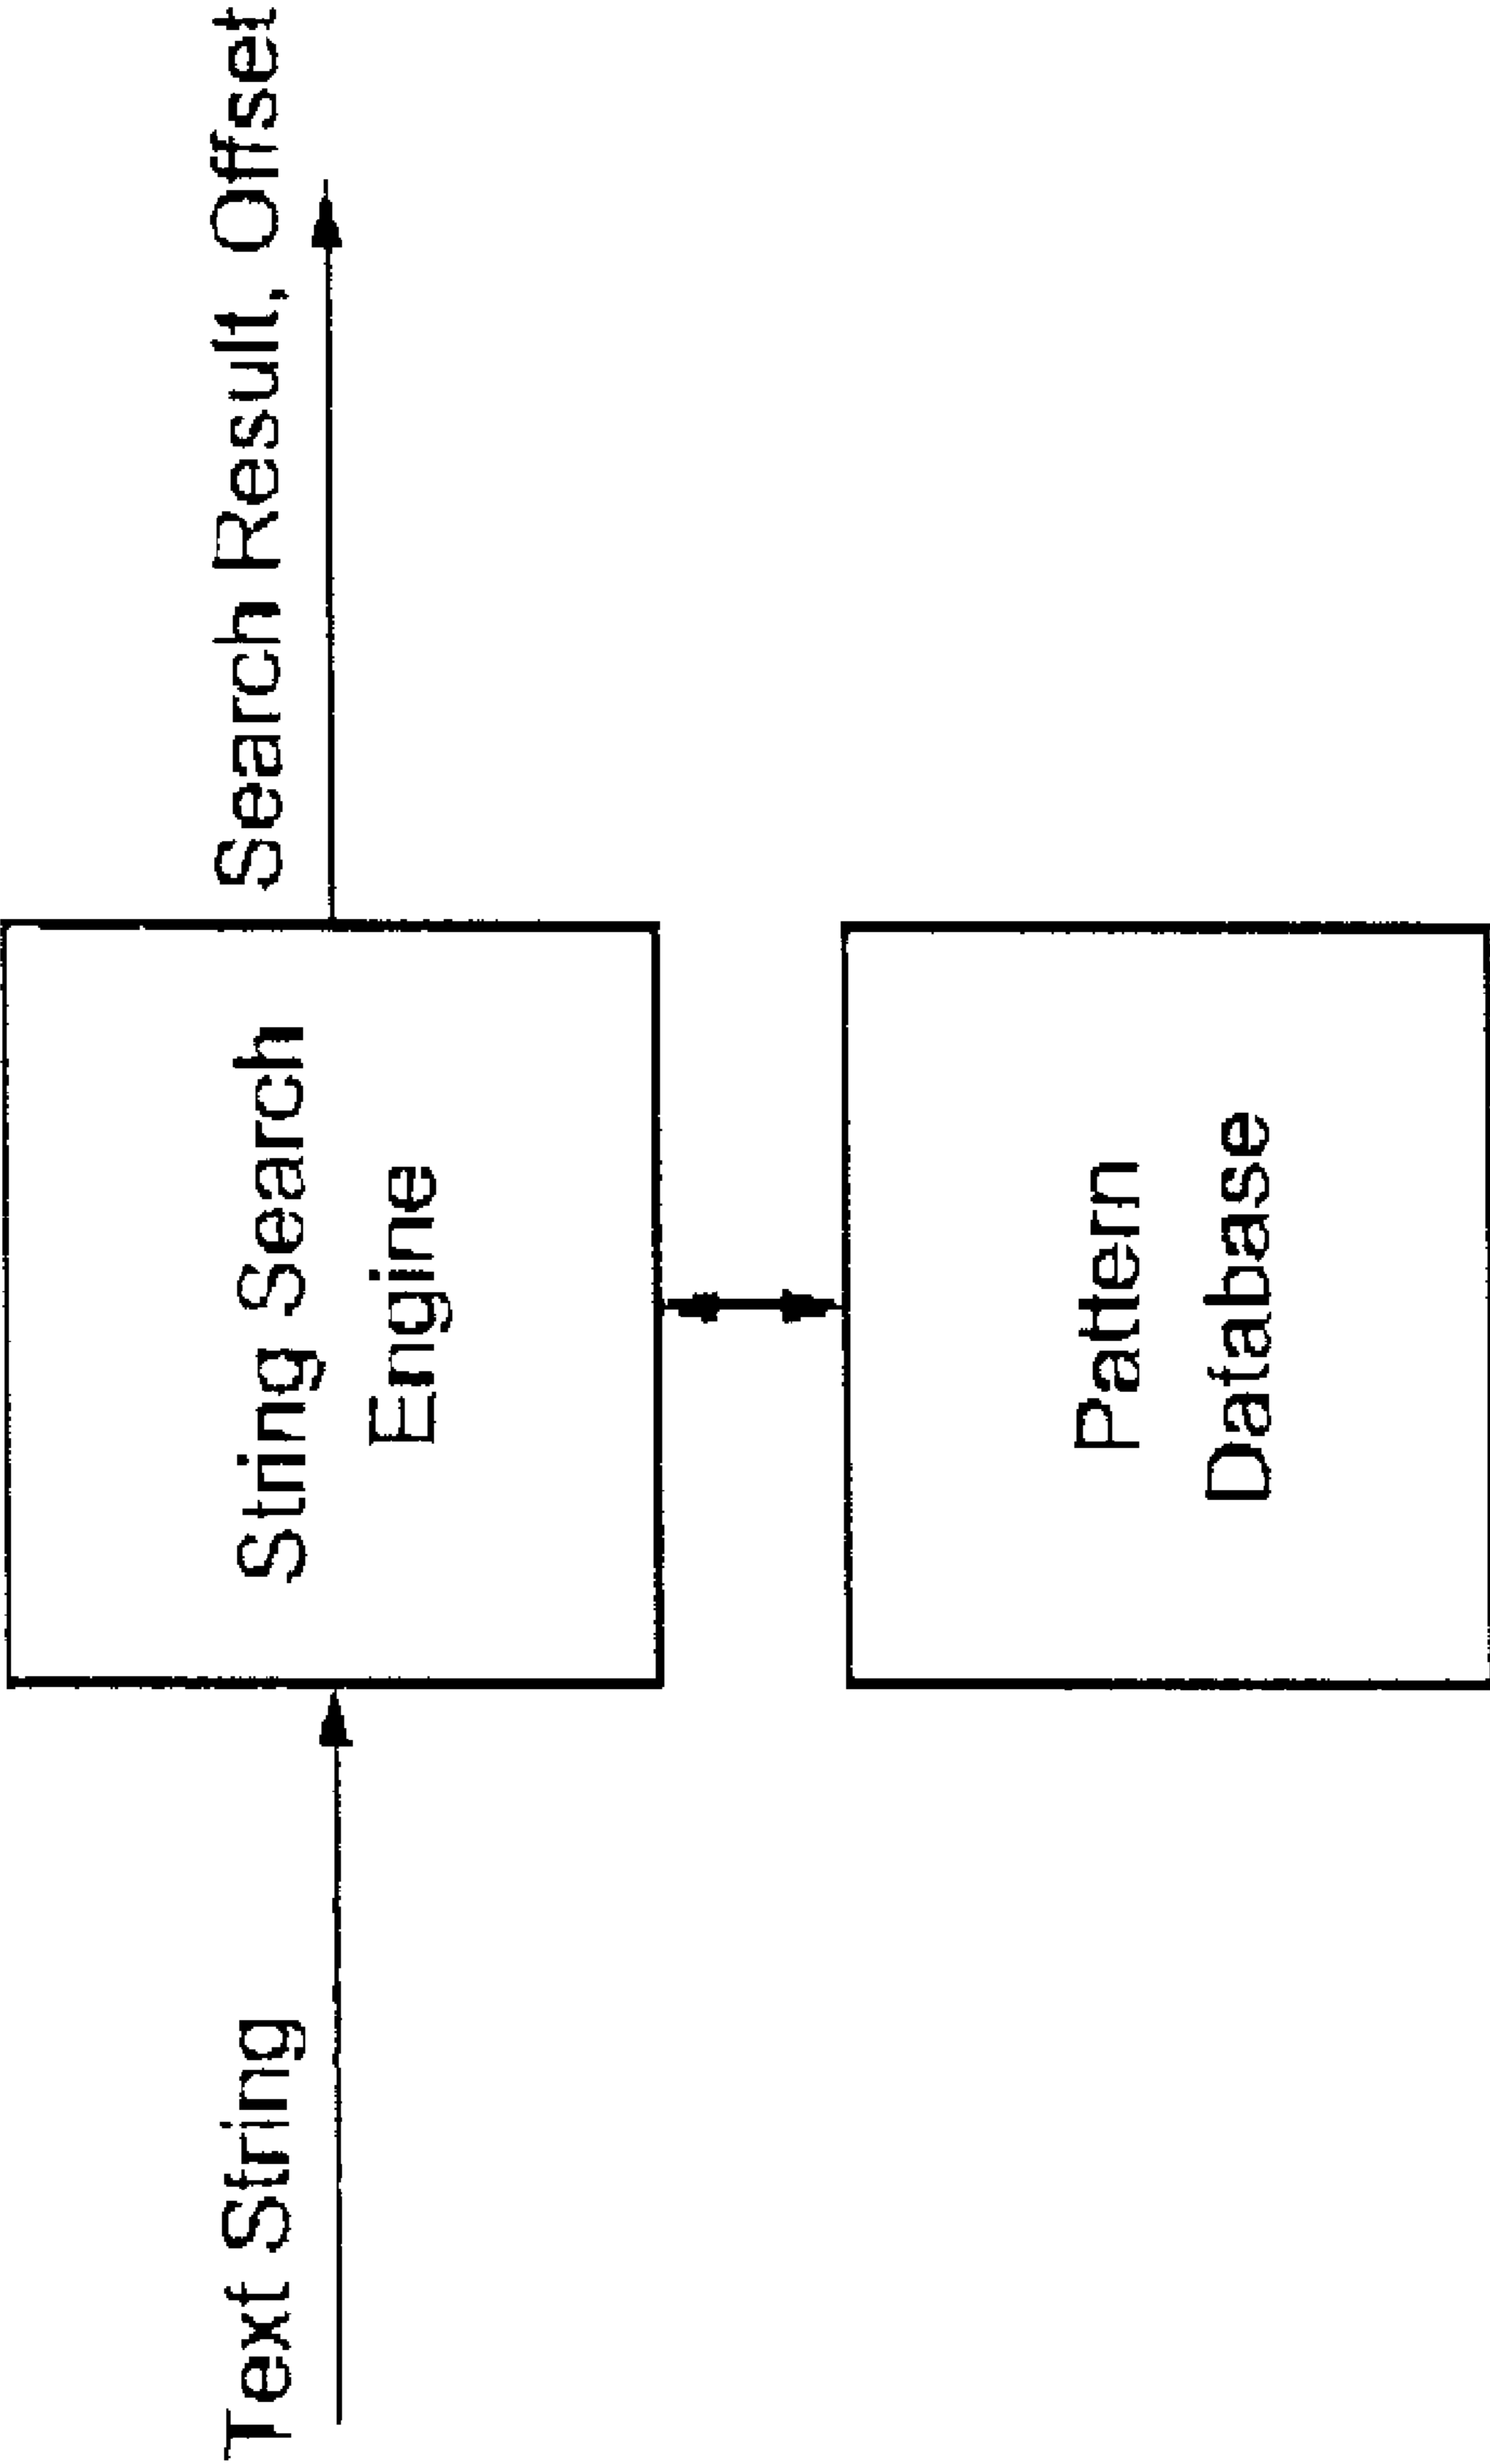 Text String
String Search
Engine
Search Result, Offset
Pattern
Database